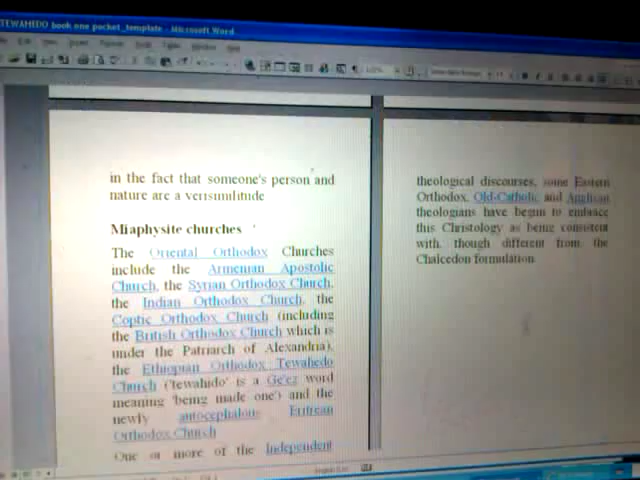 TEWAHIDO book one pocket_template - Microsoft Word
in the fact that someone's person and
nature are a verisimilitude
Miaphysite churches
The Oriental Orthodox Churches
include the Armenian Apostolic
Church, the Syrian Orthodox Church,
the Indian Orthodox Church, the
Coptic Orthodox Church (including
the British Orthodox Church which is
under the Patriarch of Alexandria),
the Ethiopian Orthodox Tewahedo
Church ('tewahido' is a Ge'ez word
meaning 'being made one') and the
newly autocephalous Eritrean
Orthodox Church
One or more of the Independent
theological discourses, some Eastern
Orthodox, Old-Catholic and Anglican
theologians have begun to embrace
this Christology as being consistent
with, though different from the
Chalcedon formulation